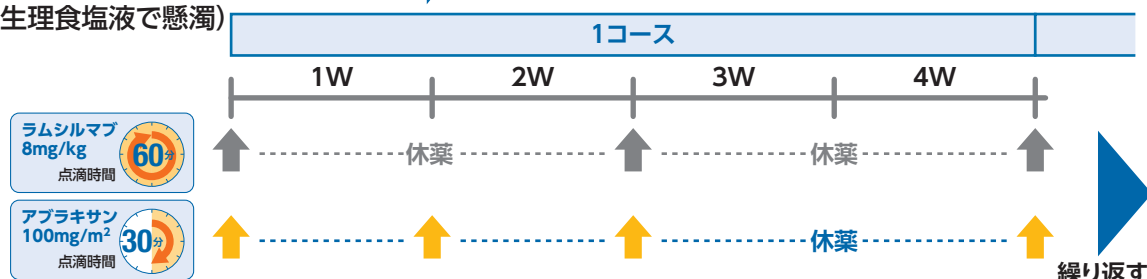 生理食塩液で懸濁)
1コース
1W 2W 3W 4W
ラムシルマブ
8mg/kg
60分
点滴時間
休薬 休薬
アブラキサン
100mg/m²
30分
点滴時間
休薬
繰り返す